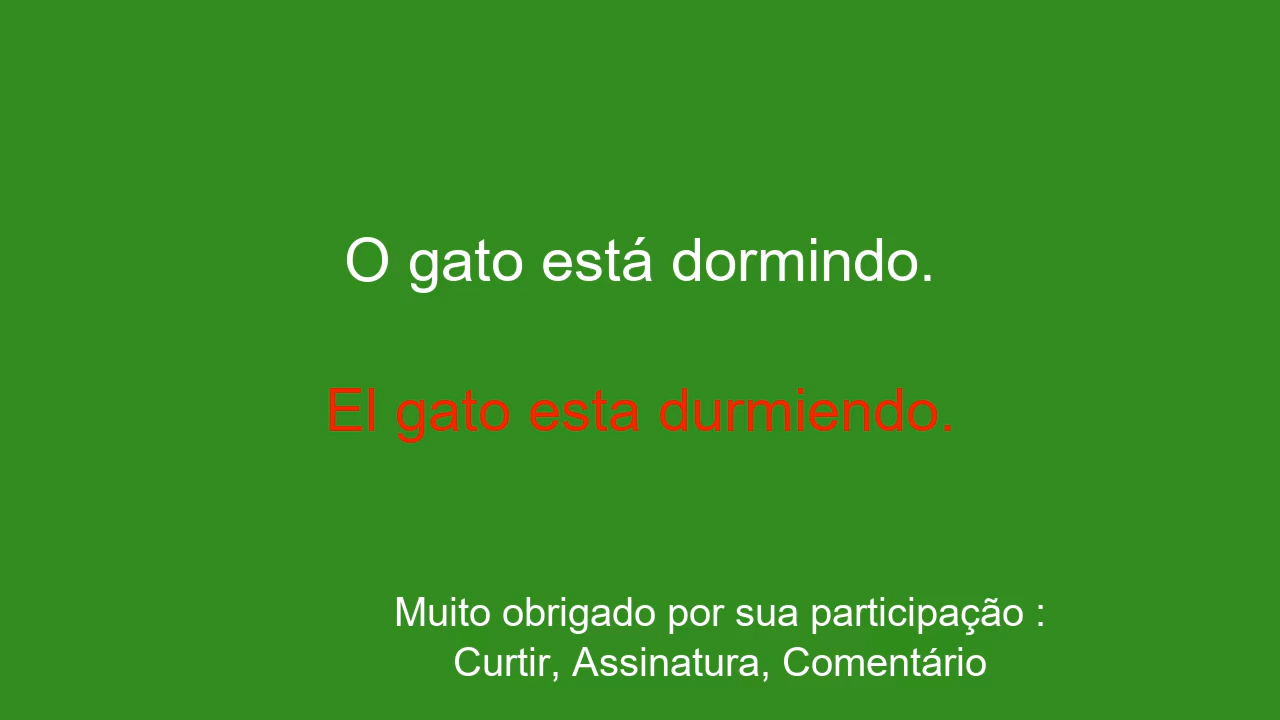 O gato está dormindo.
El gato esta durmiendo.
Muito obrigado por sua participação :
Curtir, Assinatura, Comentário